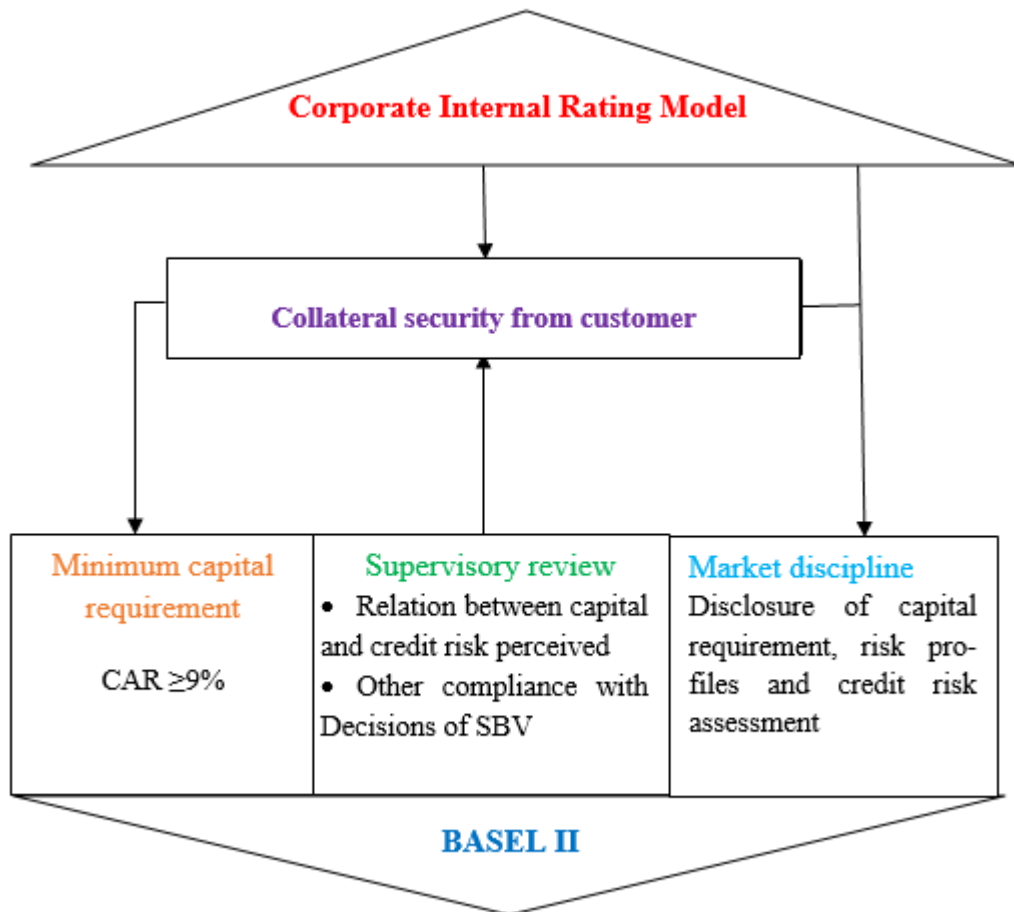 Corporate Internal Rating Model
Collateral security from customer
Minimum capital
requirement
CAR ≥9%
Supervisory review
• Relation between capital
and credit risk perceived
• Other compliance with
Decisions of SBV
Market discipline
Disclosure of capital
requirement, risk pro-
files and credit risk
assessment
BASEL II